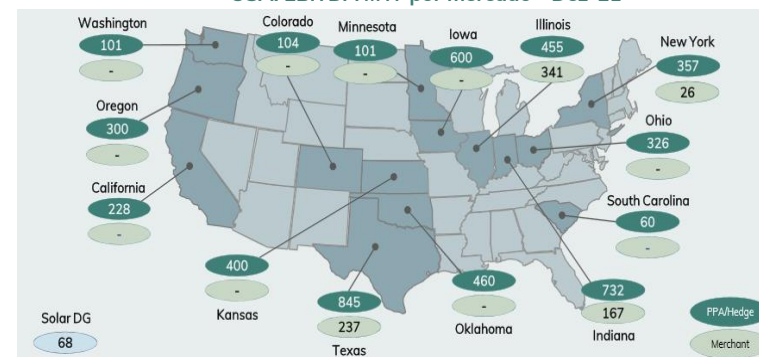 Washington
101
-
Colorado
104
-
Minnesota
101
-
Iowa
600
-
Illinois
455
341
New York
357
26
Oregon
300
-
Ohio
326
-
California
228
-
South Carolina
60
-
400
-
Kansas
845
237
Texas
460
-
Oklahoma
732
167
Indiana
Solar DG
68
PPA/Hedge
Merchant